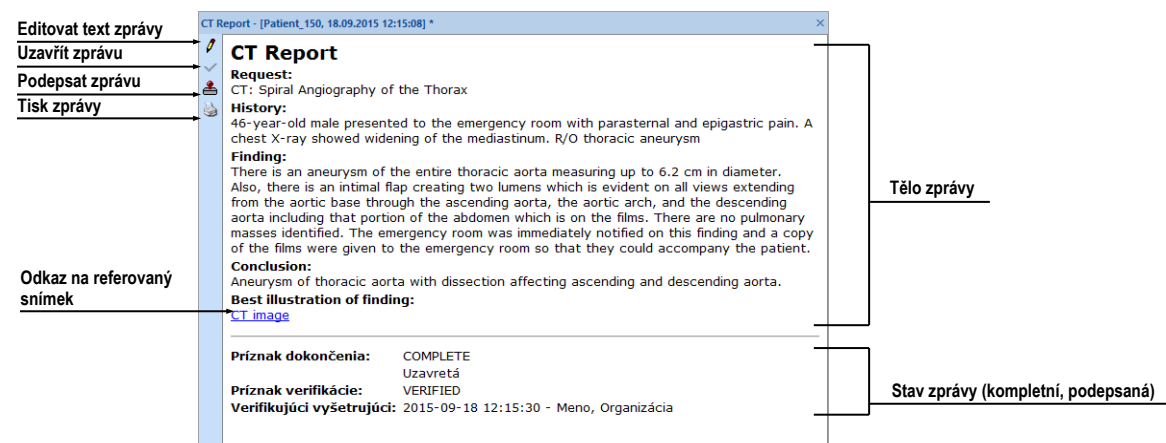 CT Report - [Patient_150, 18.09.2015 12:15:08] *
Editovat text zprávy
Uzavřít zprávu
Podepsat zprávu
Tisk zprávy
CT Report
Request:
CT: Spiral Angiography of the Thorax
History:
46-year-old male presented to the emergency room with parasternal and epigastric pain. A
chest X-ray showed widening of the mediastinum. R/O thoracic aneurysm
Finding:
There is an aneurysm of the entire thoracic aorta measuring up to 6.2 cm in diameter.
Also, there is an intimal flap creating two lumens which is evident on all views extending
from the aortic base through the ascending aorta, the aortic arch, and the descending
aorta including that portion of the abdomen which is on the films. There are no pulmonary
masses identified. The emergency room was immediately notified on this finding and a copy
of the films were given to the emergency room so that they could accompany the patient.
Tělo zprávy
Conclusion:
Aneurysm of thoracic aorta with dissection affecting ascending and descending aorta.
Best illustration of finding:
CT image
Odkaz na referovaný
snímek
Príznak dokončenia: COMPLETE
Uzavretá
Príznak verifikácie: VERIFIED
Verifikujúci vyšetrujúci: 2015-09-18 12:15:30 - Meno, Organizácia
Stav zprávy (kompletní, podepsaná)